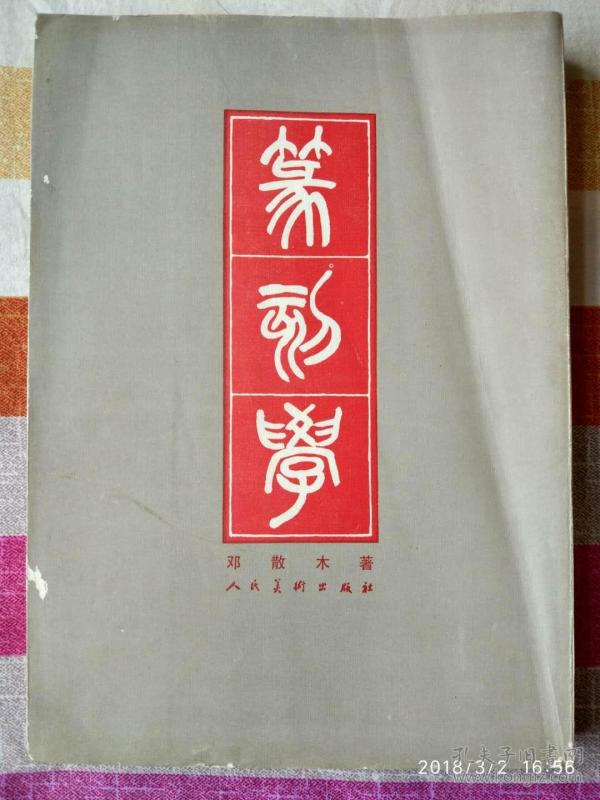 篆
刻
學
邓散木著
人民美術出版社
孔夫子旧书网
2018/3/2 16:56